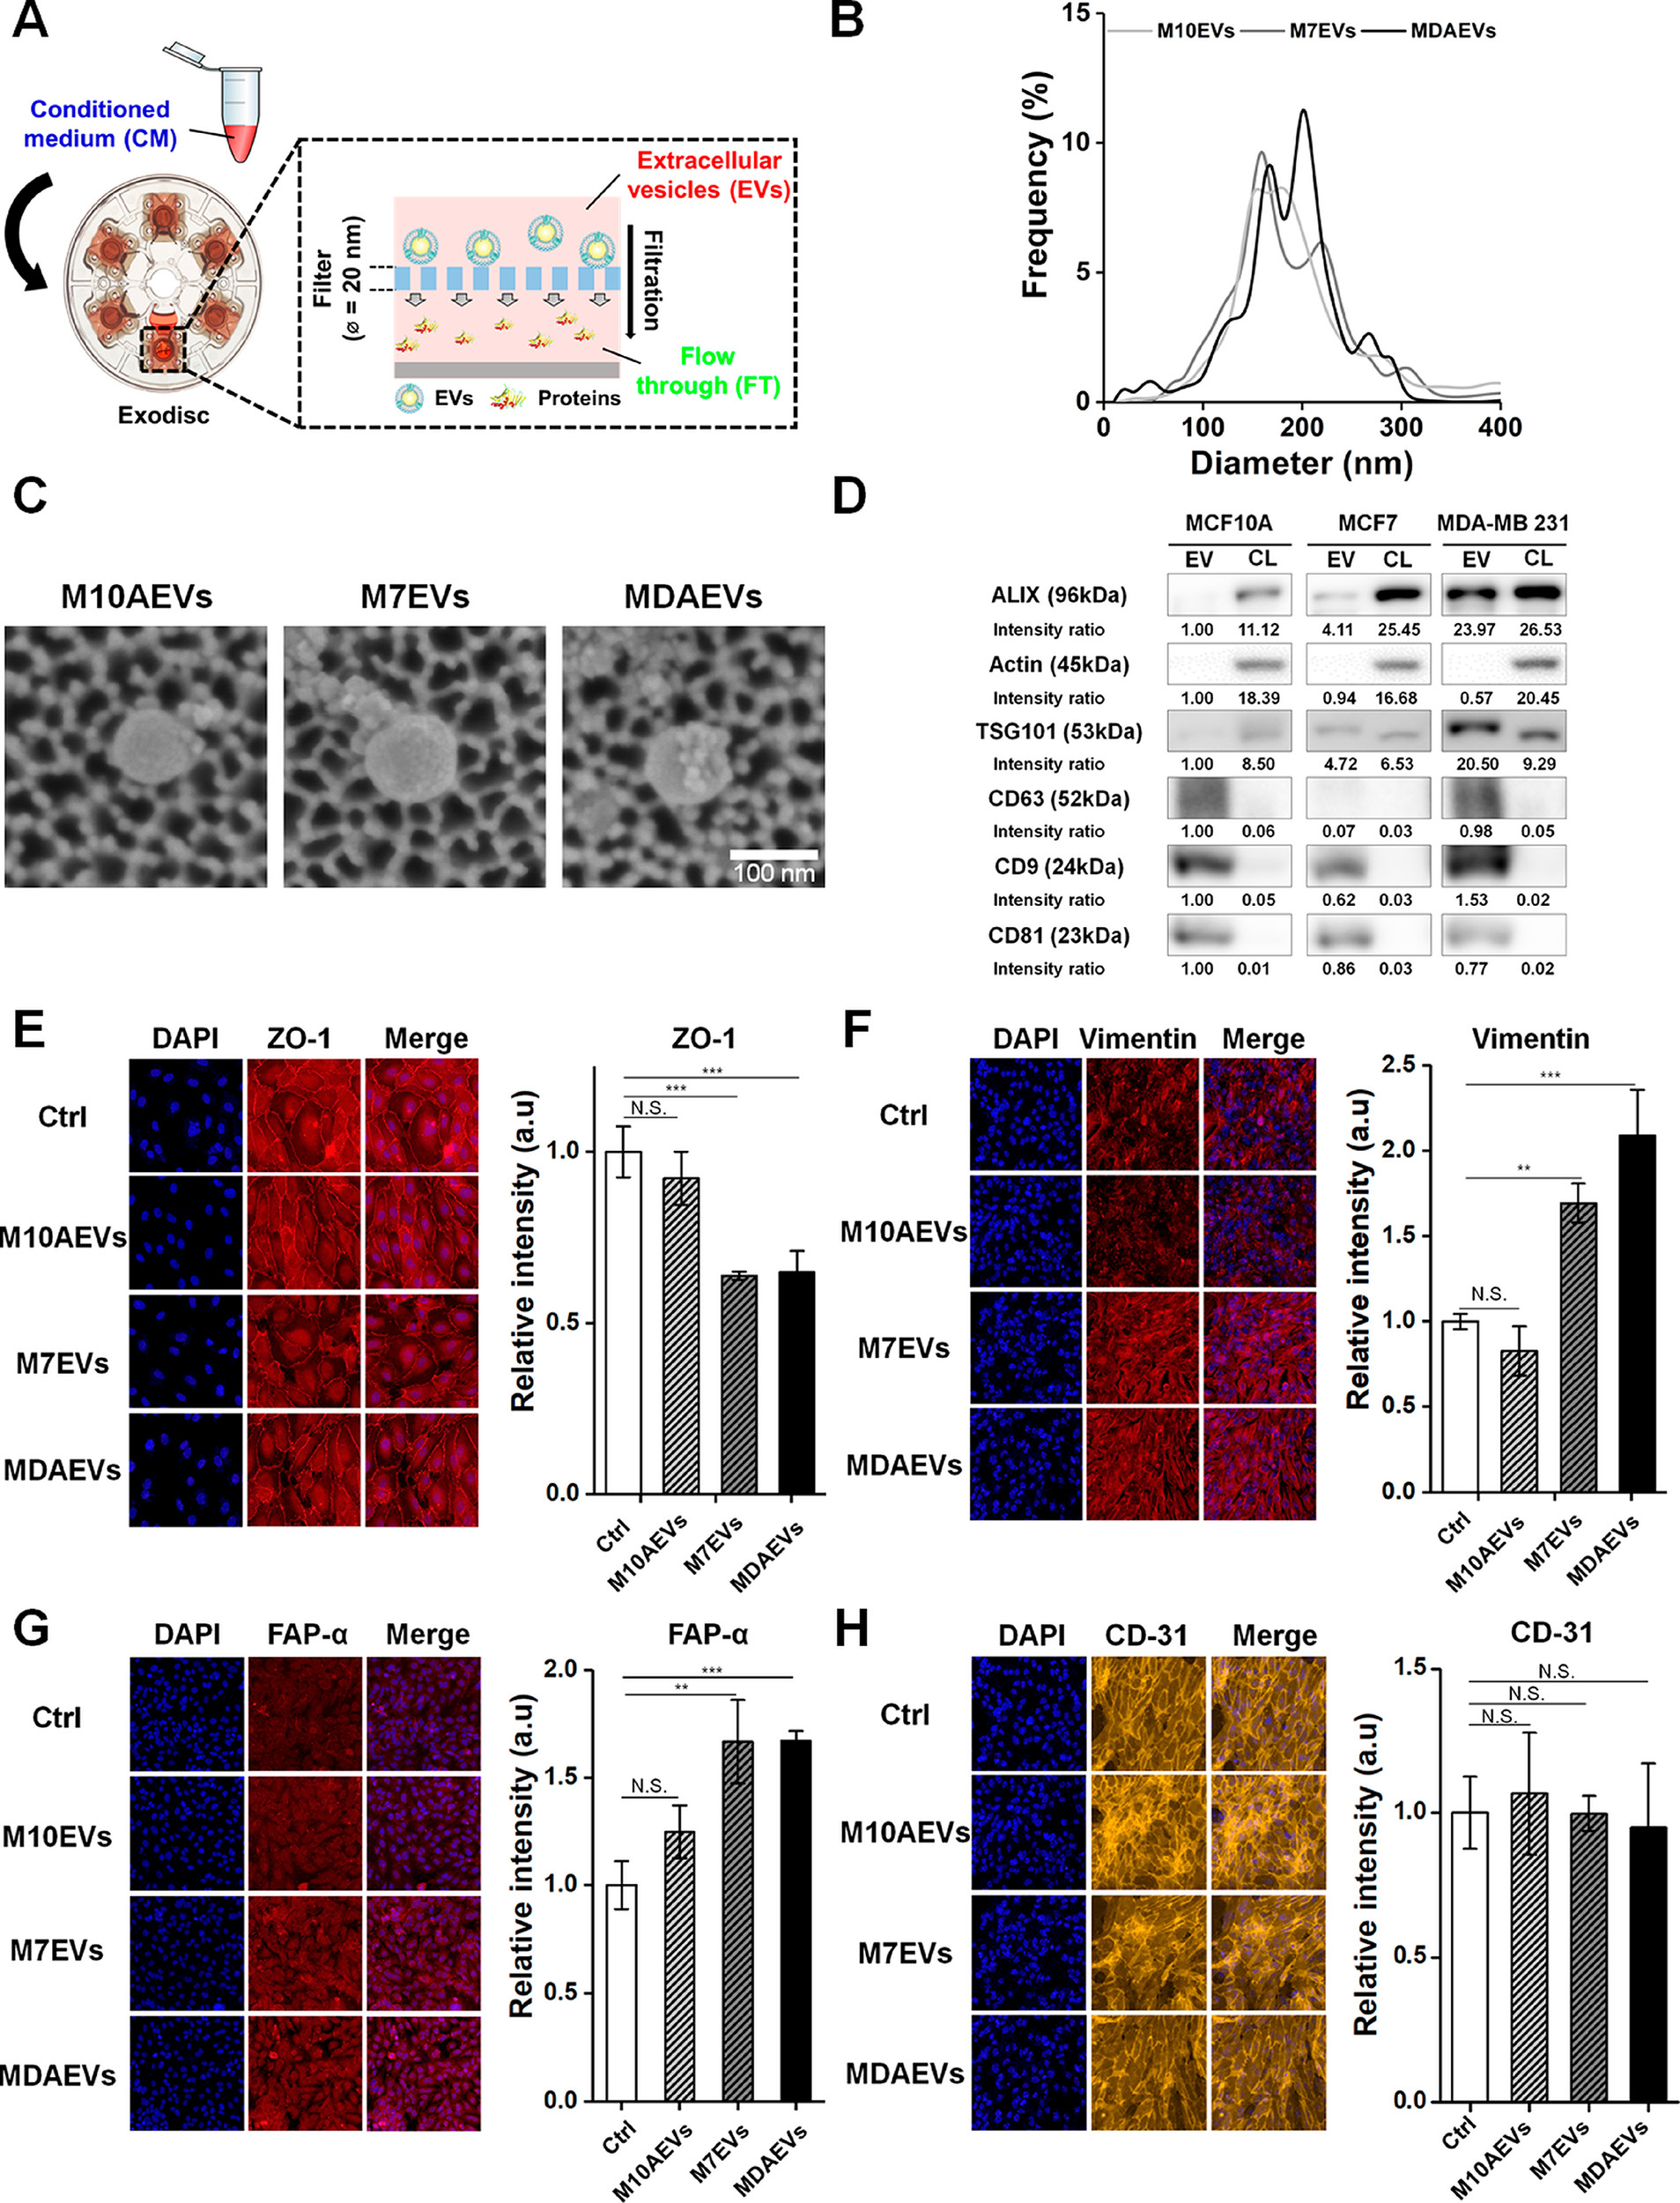 A
Conditioned
medium (CM)
Exodisc
Filter
(⌀ = 20 nm)
Extracellular
vesicles (EVs)
Filtration
Flow
through (FT)
EVs
Proteins
B
15
10
5
0
Frequency (%)
M10EVs
M7EVs
MDAEVs
0 100 200 300 400
Diameter (nm)
C
M10AEVs M7EVs MDAEVs
100 nm
D
MCF10A MCF7 MDA-MB 231
EV CL EV CL EV CL
ALIX (96kDa)
Intensity ratio 1.00 11.12 4.11 25.45 23.97 26.53
Actin (45kDa)
Intensity ratio 1.00 18.39 0.94 16.68 0.57 20.45
TSG101 (53kDa)
Intensity ratio 1.00 8.50 4.72 6.53 20.50 9.29
CD63 (52kDa)
Intensity ratio 1.00 0.06 0.07 0.03 0.98 0.05
CD9 (24kDa)
Intensity ratio 1.00 0.05 0.62 0.03 1.53 0.02
CD81 (23kDa)
Intensity ratio 1.00 0.01 0.86 0.03 0.77 0.02
E
DAPI ZO-1 Merge
Ctrl
M10AEVs
M7EVs
MDAEVs
ZO-1
Relative intensity (a.u)
***
***
N.S.
1.0
0.5
0.0
Ctrl M10AEVs M7EVs MDAEVs
F
DAPI Vimentin Merge
Ctrl
M10AEVs
M7EVs
MDAEVs
Vimentin
Relative intensity (a.u)
***
**
N.S.
2.5
2.0
1.5
1.0
0.5
0.0
Ctrl M10AEVs M7EVs MDAEVs
G
DAPI FAP-α Merge
Ctrl
M10EVs
M7EVs
MDAEVs
FAP-α
Relative intensity (a.u)
***
**
N.S.
2.0
1.5
1.0
0.5
0.0
Ctrl M10AEVs M7EVs MDAEVs
H
DAPI CD-31 Merge
Ctrl
M10AEVs
M7EVs
MDAEVs
CD-31
Relative intensity (a.u)
N.S.
N.S.
N.S.
1.5
1.0
0.5
0.0
Ctrl M10AEVs M7EVs MDAEVs